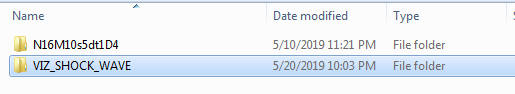 Name Date modified Type
N16M10s5dt1D4 5/10/2019 11:21 PM File folder
VIZ_SHOCK_WAVE 5/20/2019 10:03 PM File folder